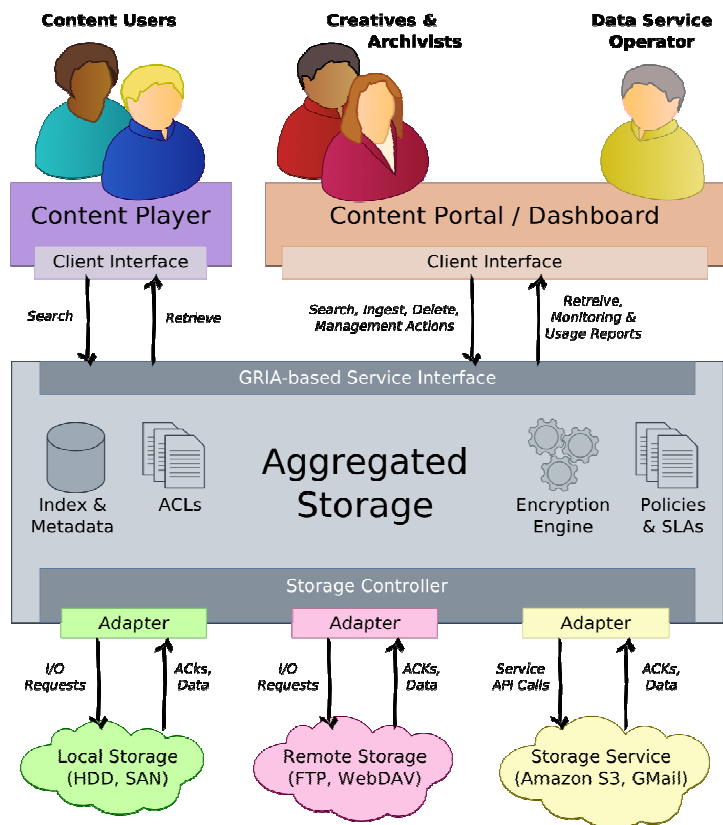 Content Users
Creatives &
Archivists
Data Service
Operator
Content Player
Content Portal / Dashboard
Client Interface
Client Interface
Search
Retrieve
Search, Ingest, Delete,
Management Actions
Retreive,
Monitoring &
Usage Reports
GRIA-based Service Interface
Aggregated
Storage
Index &
Metadata
ACLs
Encryption
Engine
Policies
& SLAs
Storage Controller
Adapter
Adapter
Adapter
I/O
Requests
ACks,
Data
I/O
Requests
ACKs,
Data
Service
API Calls
ACKs,
Data
Local Storage
(HDD, SAN)
Remote Storage
(FTP, WebDAV)
Storage Service
(Amazon S3, GMail)